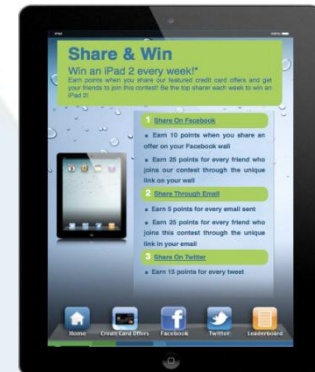 Share & Win
Win an iPad 2 every week!*
Earn points when you share our featured credit card offers and get
your friends to join this contest! Be the top sharer each week to win an
iPad 2!
1 Share On Facebook
• Earn 10 points when you share an
offer on your Facebook wall
• Earn 25 points for every friend who
joins our contest through the unique
link on your wall
2 Share Through Email
• Earn 5 points for every email sent
• Earn 25 points for every friend who
joins this contest through the unique
link in your email
3 Share On Twitter
• Earn 15 points for every tweet
Home Credit Card Offers Facebook Twitter Leaderboard